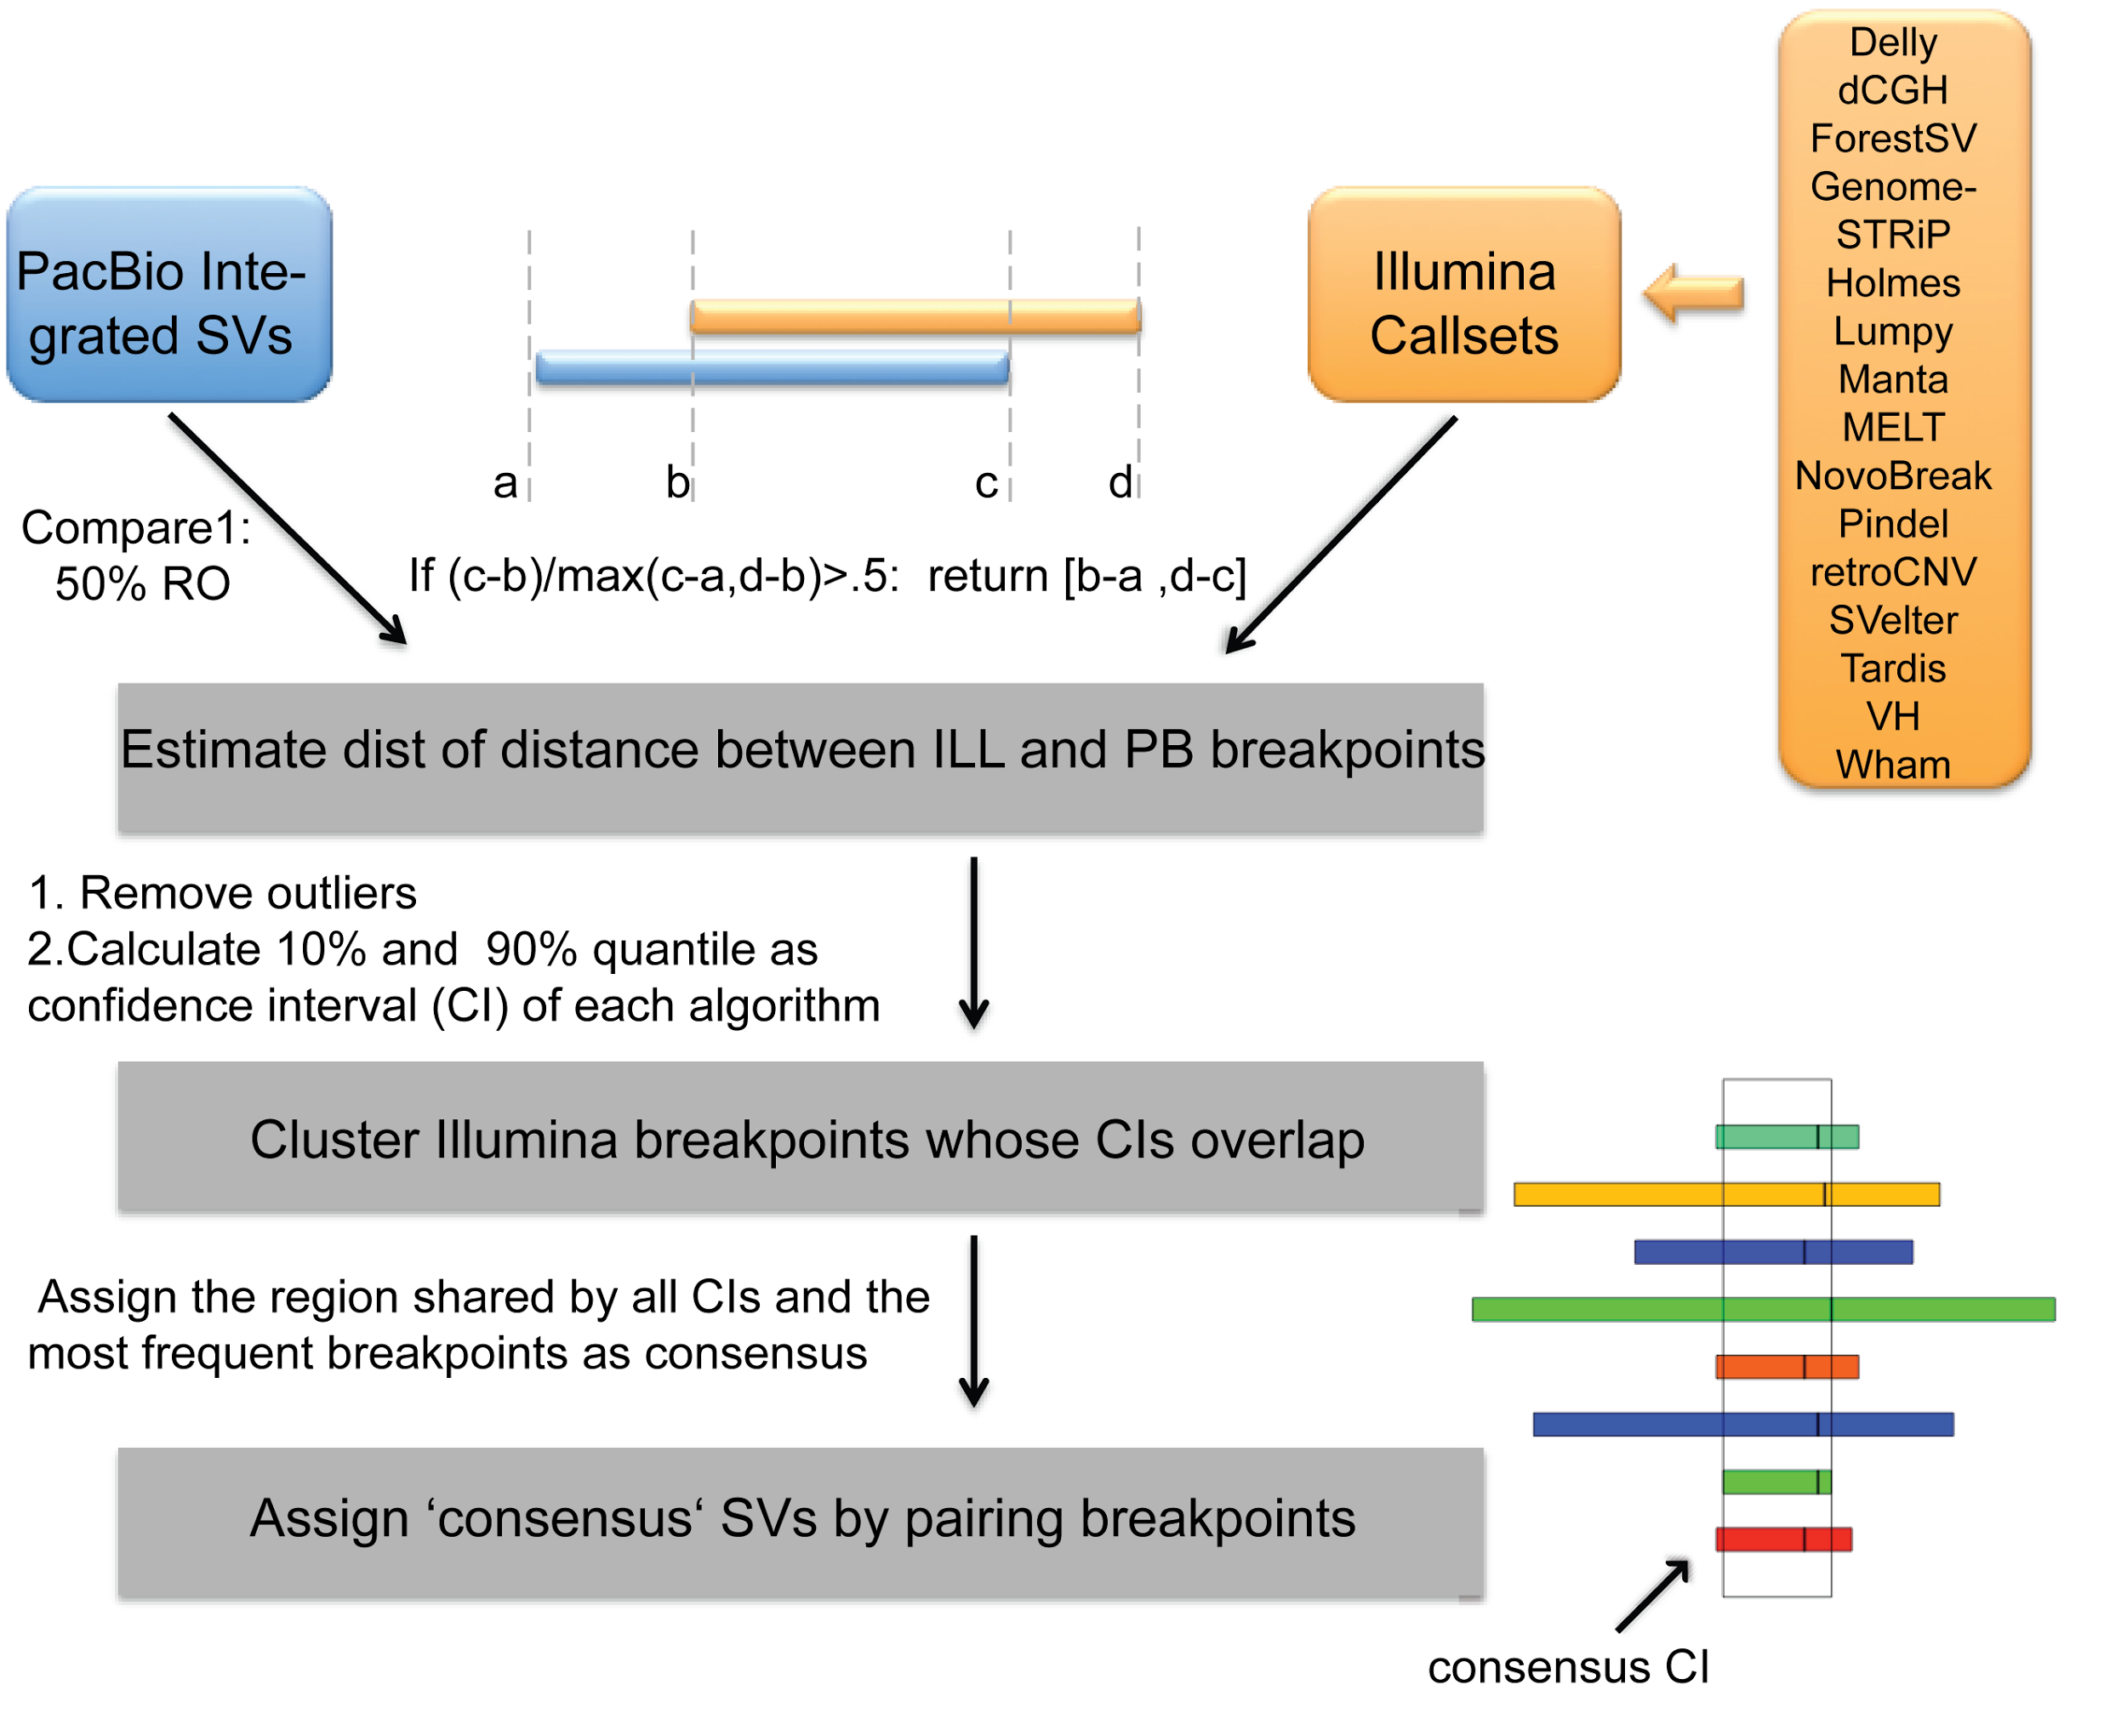 PacBio Inte-
grated SVs
a
b
c
d
Illumina
Callsets
Delly
dCGH
ForestSV
Genome-
STRiP
Holmes
Lumpy
Manta
MELT
NovoBreak
Pindel
retroCNV
SVelter
Tardis
VH
Wham
Compare1:
50% RO
If (c-b)/max(c-a,d-b)>.5:  return [b-a ,d-c]
Estimate dist of distance between ILL and PB breakpoints
1. Remove outliers
2.Calculate 10% and  90% quantile as
confidence interval (CI) of each algorithm
Cluster Illumina breakpoints whose CIs overlap
Assign the region shared by all CIs and the
most frequent breakpoints as consensus
Assign ‘consensus‘ SVs by pairing breakpoints
consensus CI